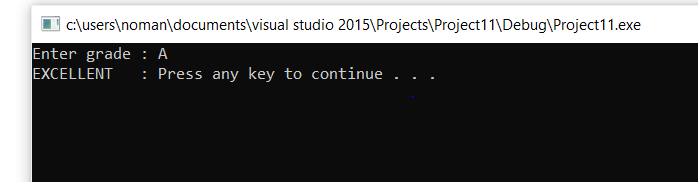 c:\users\noman\documents\visual studio 2015\Projects\Project11\Debug\Project11.exe
Enter grade : A
EXCELLENT   : Press any key to continue . . .